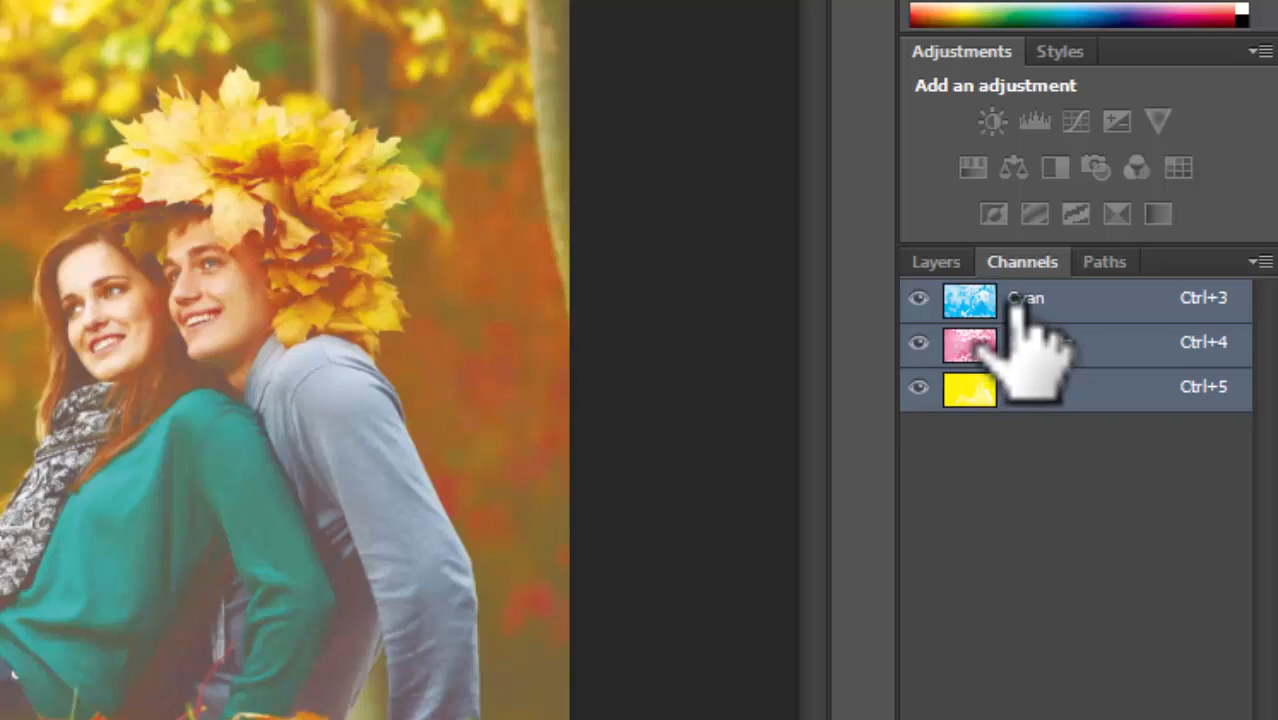 Adjustments Styles
Add an adjustment
Layers Channels Paths
Cyan Ctrl+3
Ctrl+4
Ctrl+5